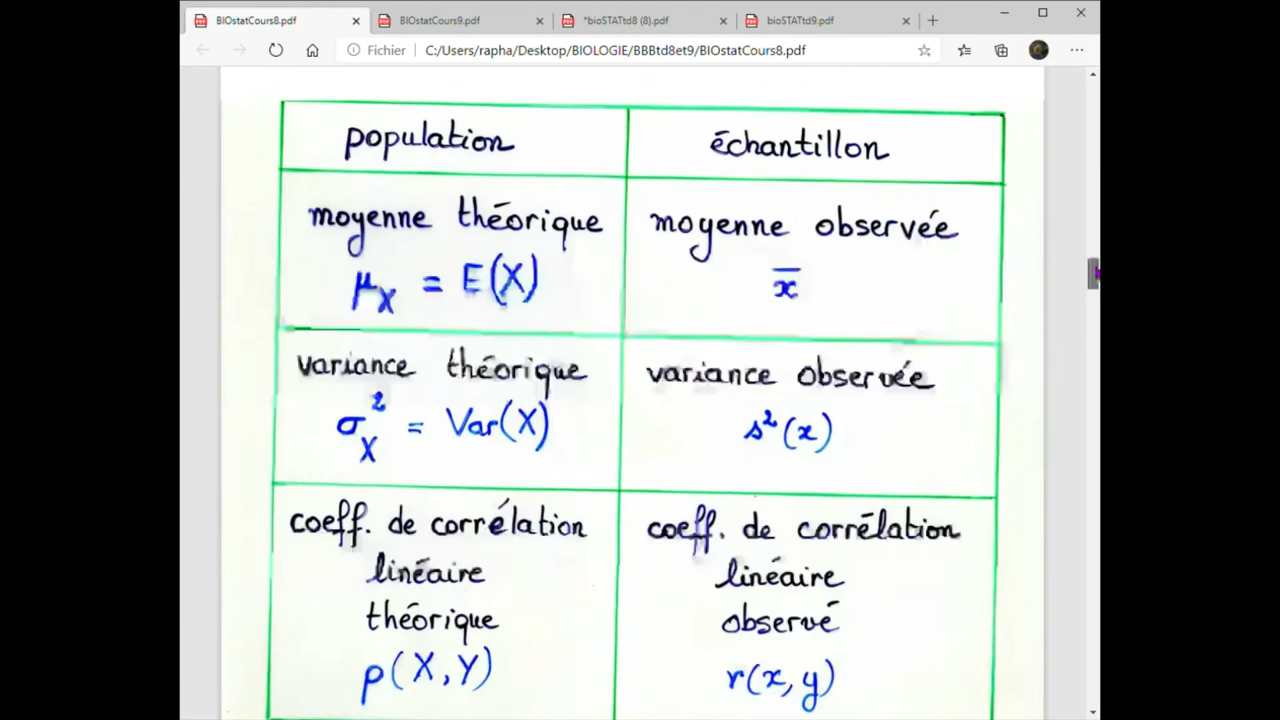 BIOstatCours8.pdf
BIOstatCours9.pdf
*bioSTATtd8 (8).pdf
bioSTATtd9.pdf
Fichier
C:/Users/rapha/Desktop/BIOLOGIE/BBBtd8et9/BIOstatCours8.pdf
population
échantillon
moyenne théorique
μ_X = E(X)
moyenne observée
x̄
variance théorique
σ²_X = Var(X)
variance observée
s²(x)
coeff. de corrélation
linéaire
théorique
ρ(X,Y)
coeff. de corrélation
linéaire
observé
r(x,y)